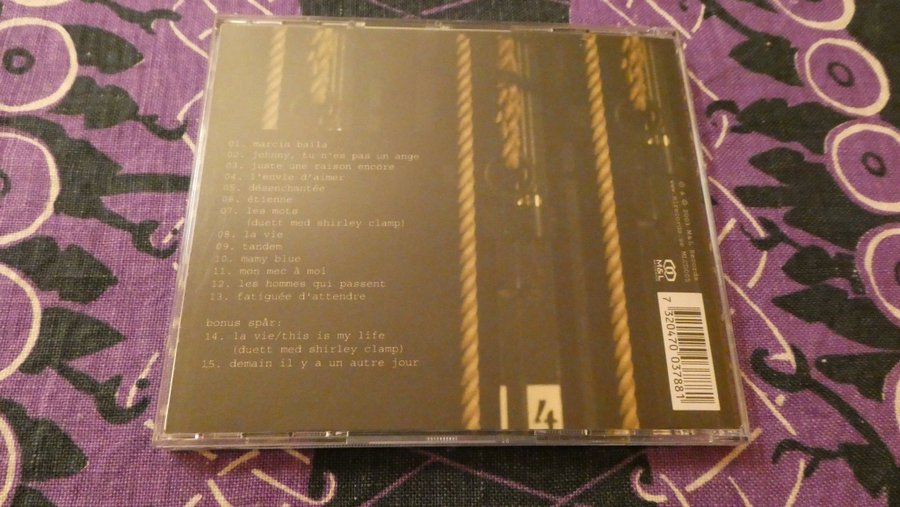 01. marcia baila
02. johnny, tu n'es pas un ange
03. juste une raison encore
04. l'envie d'aimer
05. désenchantée
06. étienne
07. les mots
(duett med shirley clamp)
08. la vie
09. tandem
10. mamy blue
11. mon mec à moi
12. les hommes qui passent
13. fatiguée d'attendre
bonus spår:
14. la vie/this is my life
(duett med shirley clamp)
15. demain il y a un autre jour
4
M&L
7 320470 037881